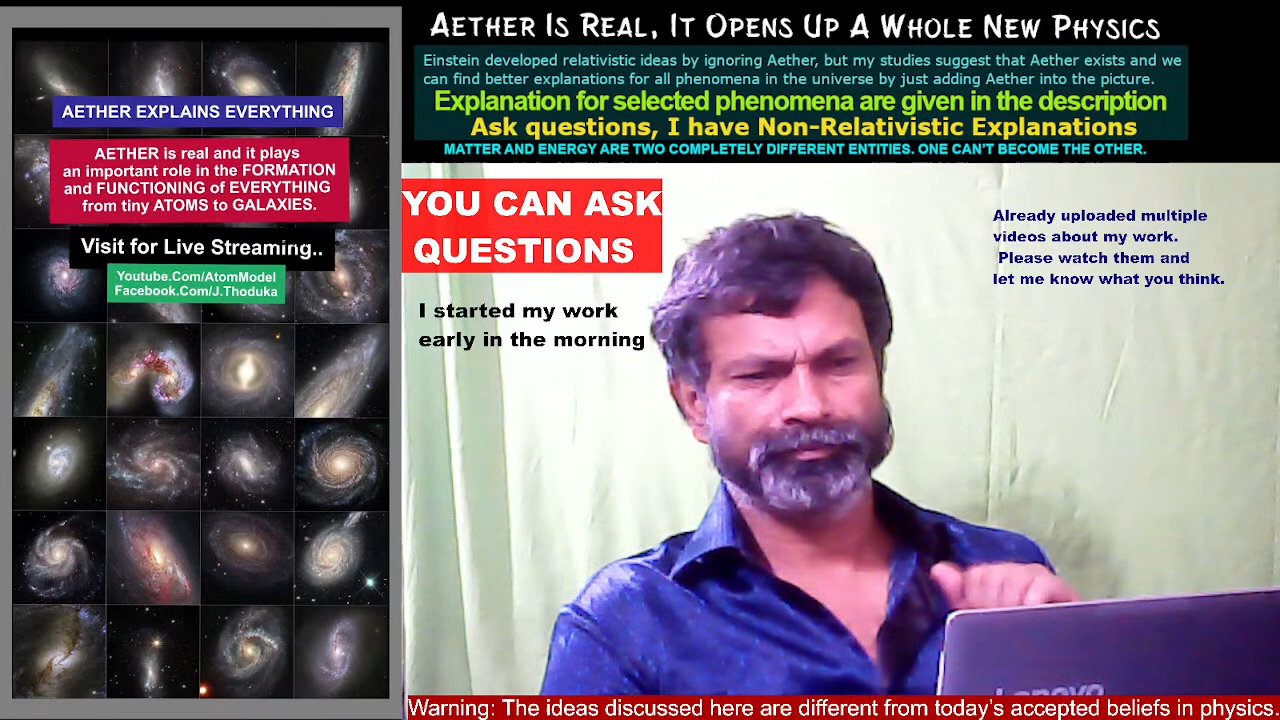 AETHER EXPLAINS EVERYTHING
AETHER is real and it plays
an important role in the FORMATION
and FUNCTIONING of EVERYTHING
from tiny ATOMS to GALAXIES.
Visit for Live Streaming..
Youtube.Com/AtomModel
Facebook.Com/J.Thoduka
AETHER IS REAL, IT OPENS UP A WHOLE NEW PHYSICS
Einstein developed relativistic ideas by ignoring Aether, but my studies suggest that Aether exists and we
can find better explanations for all phenomena in the universe by just adding Aether into the picture.
Explanation for selected phenomena are given in the description
Ask questions, I have Non-Relativistic Explanations
MATTER AND ENERGY ARE TWO COMPLETELY DIFFERENT ENTITIES. ONE CAN'T BECOME THE OTHER.
YOU CAN ASK
QUESTIONS
I started my work
early in the morning
Already uploaded multiple
videos about my work.
Please watch them and
let me know what you think.
Lenovo
Warning: The ideas discussed here are different from today's accepted beliefs in physics.